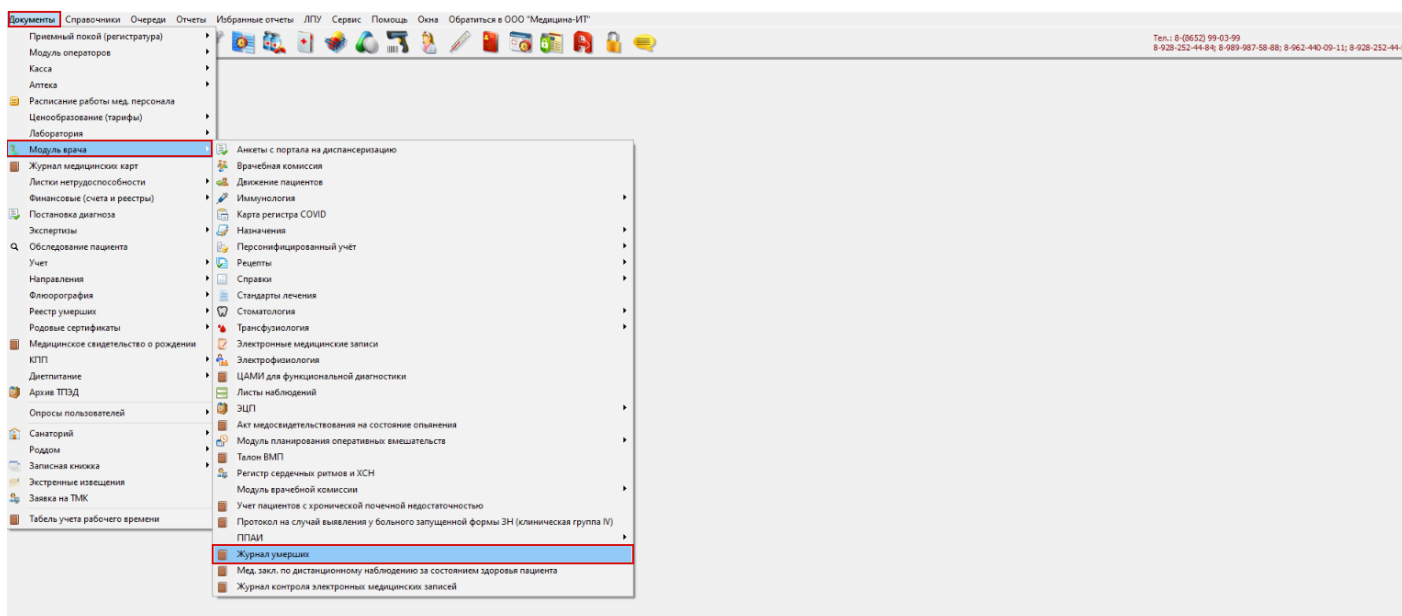 Документы Справочники Очереди Отчеты Избранные отчеты ЛПУ Сервис Помощь Окна Обратиться в ООО "Медицина-ИТ"
Тел.: 8-(8652) 99-03-99
8-928-252-44-84; 8-989-987-58-88; 8-962-440-09-11; 8-928-252-44-
Приемный покой (регистратура)
Модуль операторов
Касса
Аптека
Расписание работы мед. персонала
Ценообразование (тарифы)
Лаборатория
Модуль врача
Журнал медицинских карт
Листки нетрудоспособности
Финансовые (счета и реестры)
Постановка диагноза
Экспертизы
Обследование пациента
Учет
Направления
Флюорография
Реестр умерших
Родовые сертификаты
Медицинское свидетельство о рождении
КПП
Диетпитание
Архив ТПЭД
Опросы пользователей
Санаторий
Роддом
Записная книжка
Экстренные извещения
Заявка на ТМК
Табель учета рабочего времени
Анкеты с портала на диспансеризацию
Врачебная комиссия
Движение пациентов
Иммунология
Карта регистра COVID
Назначения
Персонифицированный учёт
Рецепты
Справки
Стандарты лечения
Стоматология
Трансфузиология
Электронные медицинские записи
Электрофизиология
ЦАМИ для функциональной диагностики
Листы наблюдений
ЭЦП
Акт медосвидетельствования на состояние опьянения
Модуль планирования оперативных вмешательств
Талон ВМП
Регистр сердечных ритмов и ХСН
Модуль врачебной комиссии
Учет пациентов с хронической почечной недостаточностью
Протокол на случай выявления у больного запущенной формы ЗН (клиническая группа IV)
ППАИ
Журнал умерших
Мед. закл. по дистанционному наблюдению за состоянием здоровья пациента
Журнал контроля электронных медицинских записей